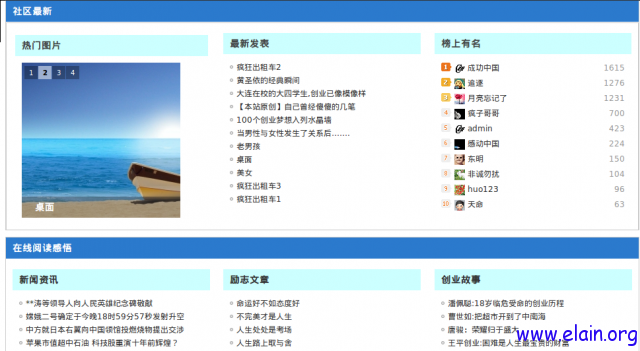 社区最新
热门图片
1 2 3 4
桌面
最新发表
疯狂出租车2
黄圣依的经典瞬间
大连在校的大四学生,创业已像模像样
【本站原创】自己曾经傻傻的几笔
100个创业梦想入列水晶球
当男性与女性发生了关系后.......
老男孩
桌面
美女
疯狂出租车3
疯狂出租车1
榜上有名
1 成功中国 1615
2 追逐 1276
3 月亮忘记了 1231
4 疯子哥哥 700
5 admin 423
6 感动中国 224
7 东明 150
8 非诚勿扰 104
9 huo123 96
10 天命 63
在线阅读感悟
新闻资讯
**涛等领导人向人民英雄纪念碑敬献
嫦娥二号确定于今晚18时59分57秒发射升空
中方就日本右翼向中国领馆投燃烧物提出交涉
苹果市值超中石油 科技股重演十年前辉煌？
励志文章
命运好不如态度好
不完美才是人生
人生处处是考场
人生路上取与舍
创业故事
潘佩聪:18岁临危受命的创业历程
曹世如:把超市开到了中南海
唐骏：荣耀归于盛大
王平创业:困难是人生最宝贵的财富
www.elain.org